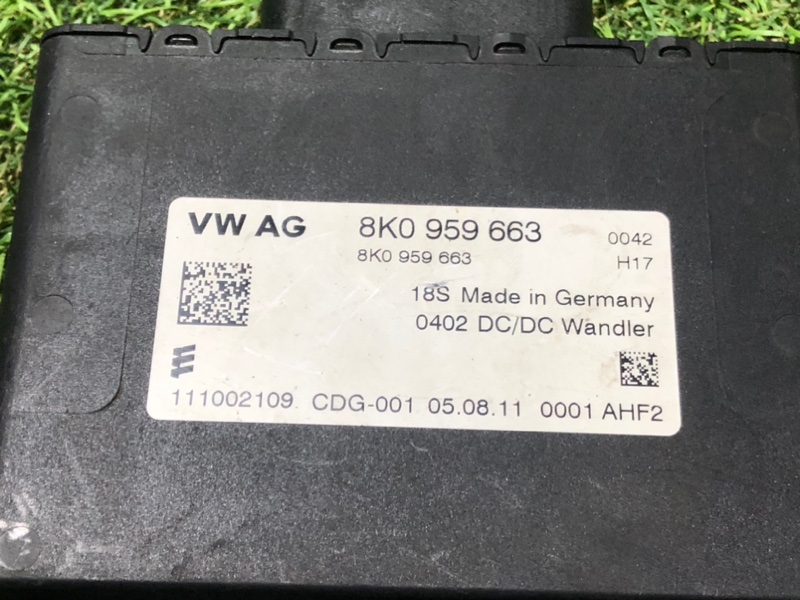 VW AG 8K0 959 663 0042
8K0 959 663 H17
18S Made in Germany
0402 DC/DC Wandler
111002109 CDG-001 05.08.11 0001 AHF2